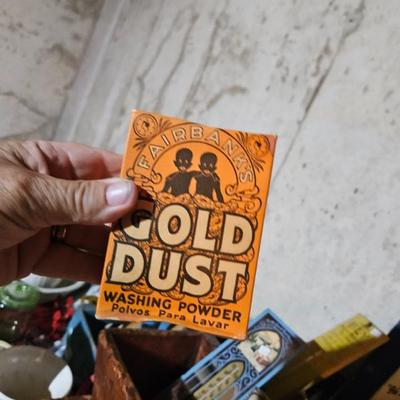 FAIRBANK'S
GOLD
DUST
WASHING POWDER
Polvos Para Lavar